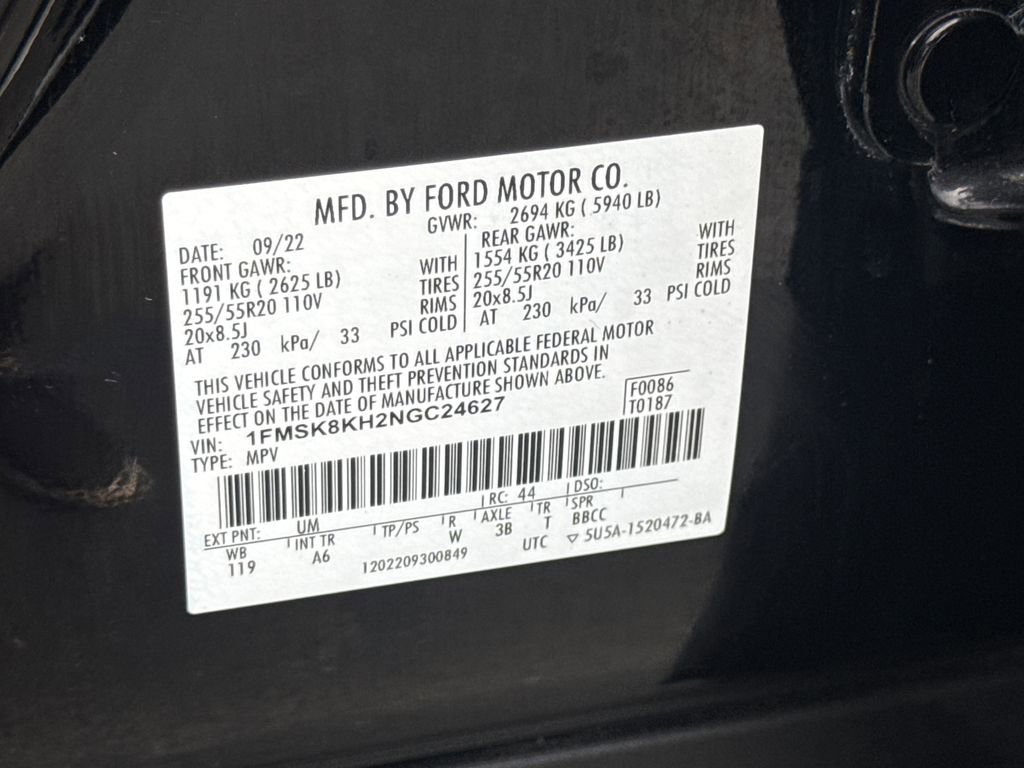 MFD. BY FORD MOTOR CO.
DATE: 09/22 GVWR: 2694 KG ( 5940 LB)
FRONT GAWR: REAR GAWR:
1191 KG ( 2625 LB) WITH 1554 KG ( 3425 LB) WITH
255/55R20 110V TIRES 255/55R20 110V TIRES
20x8.5J RIMS 20x8.5J RIMS
AT 230 kPa/ 33 PSI COLD AT 230 kPa/ 33 PSI COLD
THIS VEHICLE CONFORMS TO ALL APPLICABLE FEDERAL MOTOR
VEHICLE SAFETY AND THEFT PREVENTION STANDARDS IN
EFFECT ON THE DATE OF MANUFACTURE SHOWN ABOVE.
VIN: 1FMSK8KH2NGC24627 F0086
TYPE: MPV T0187
EXT PNT: UM RC: 44 DSO:
WB INT TR TP/PS R AXLE TR SPR
119 A6 W 3B T BBCC
1202209300849 UTC ▽ 5U5A-1520472-BA